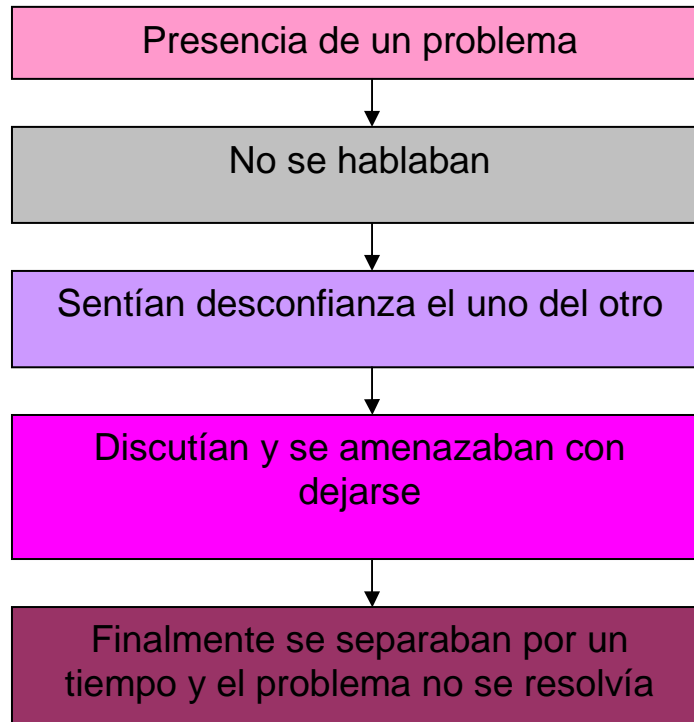 Presencia de un problema
No se hablaban
Sentían desconfianza el uno del otro
Discutían y se amenazaban con
dejarse
Finalmente se separaban por un
tiempo y el problema no se resolvía